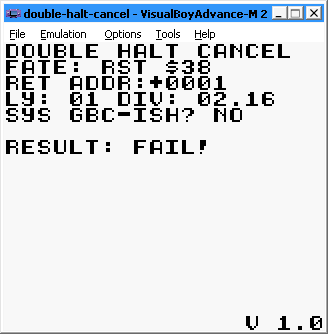 double-halt-cancel - VisualBoyAdvance-M 2
File Emulation Options Tools Help
DOUBLE HALT CANCEL
FATE: RST $38
RET ADDR:+0001
LY: 01 DIV: 02.16
SYS GBC-ISH? NO
RESULT: FAIL!
V 1.0